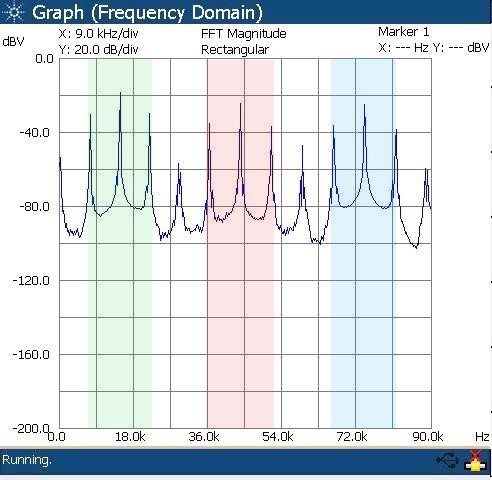 Graph (Frequency Domain)
dBV
X: 9.0 kHz/div
FFT Magnitude
Marker 1
Y: 20.0 dB/div
Rectangular
X: --- Hz Y: --- dBV
0.0
-40.0
-80.0
-120.0
-160.0
-200.0
0.0 18.0k 36.0k 54.0k 72.0k 90.0k Hz
Running.